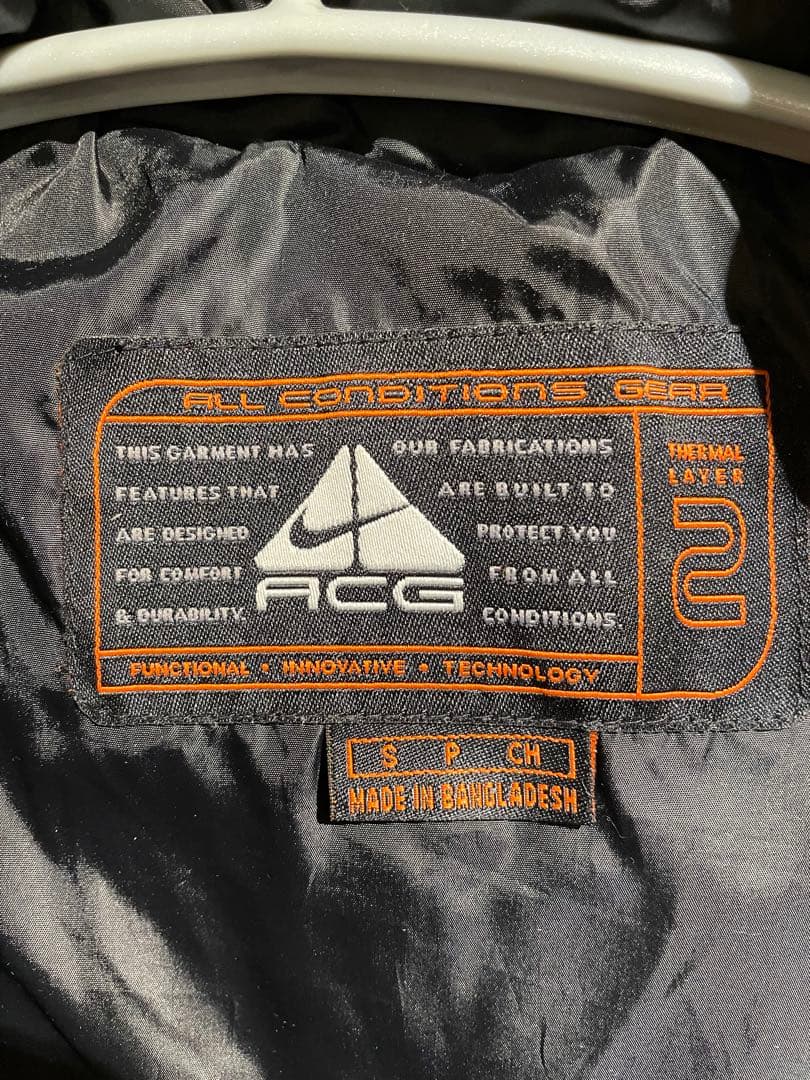 ALL CONDITIONS GEAR
THIS GARMENT HAS
FEATURES THAT
ARE DESIGNED
FOR COMFORT
& DURABILITY.
ACG
OUR FABRICATIONS
ARE BUILT TO
PROTECT YOU
FROM ALL
CONDITIONS.
THERMAL
LAYER
2
FUNCTIONAL • INNOVATIVE • TECHNOLOGY
S P CH
MADE IN BANGLADESH